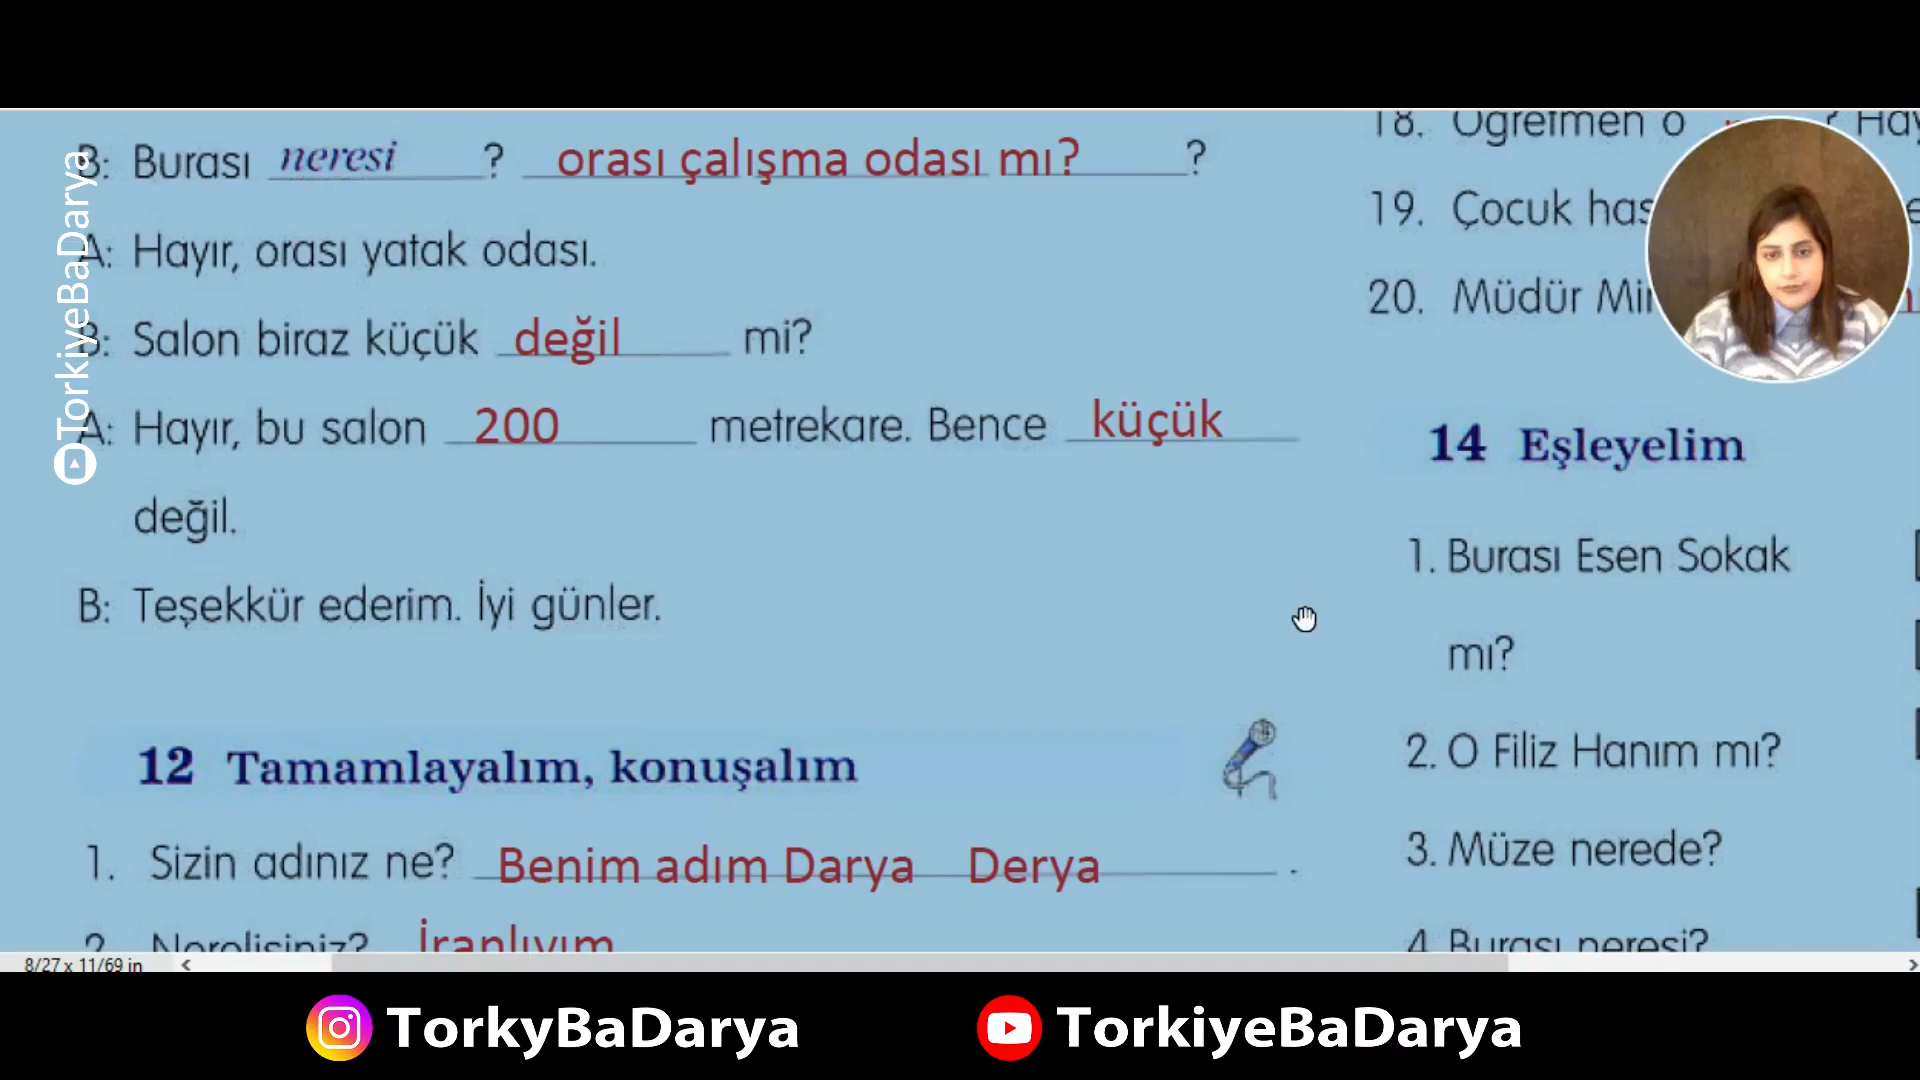 B: Burası neresi ? orası çalışma odası mı? ?
A: Hayır, orası yatak odası.
B: Salon biraz küçük değil mi?
A: Hayır, bu salon 200 metrekare. Bence küçük
değil.
B: Teşekkür ederim. İyi günler.
12 Tamamlayalım, konuşalım
1. Sizin adınız ne? Benim adım Darya Derya .
2. Nerelisiniz? İranlıyım
18. Öğretmen o ? Hay
19. Çocuk has
20. Müdür
14 Eşleyelim
1. Burası Esen Sokak
mı?
2. O Filiz Hanım mı?
3. Müze nerede?
4. Burası neresi?
TorkiyeBaDarya
8/27 x 11/69 in
TorkyBaDarya
TorkiyeBaDarya